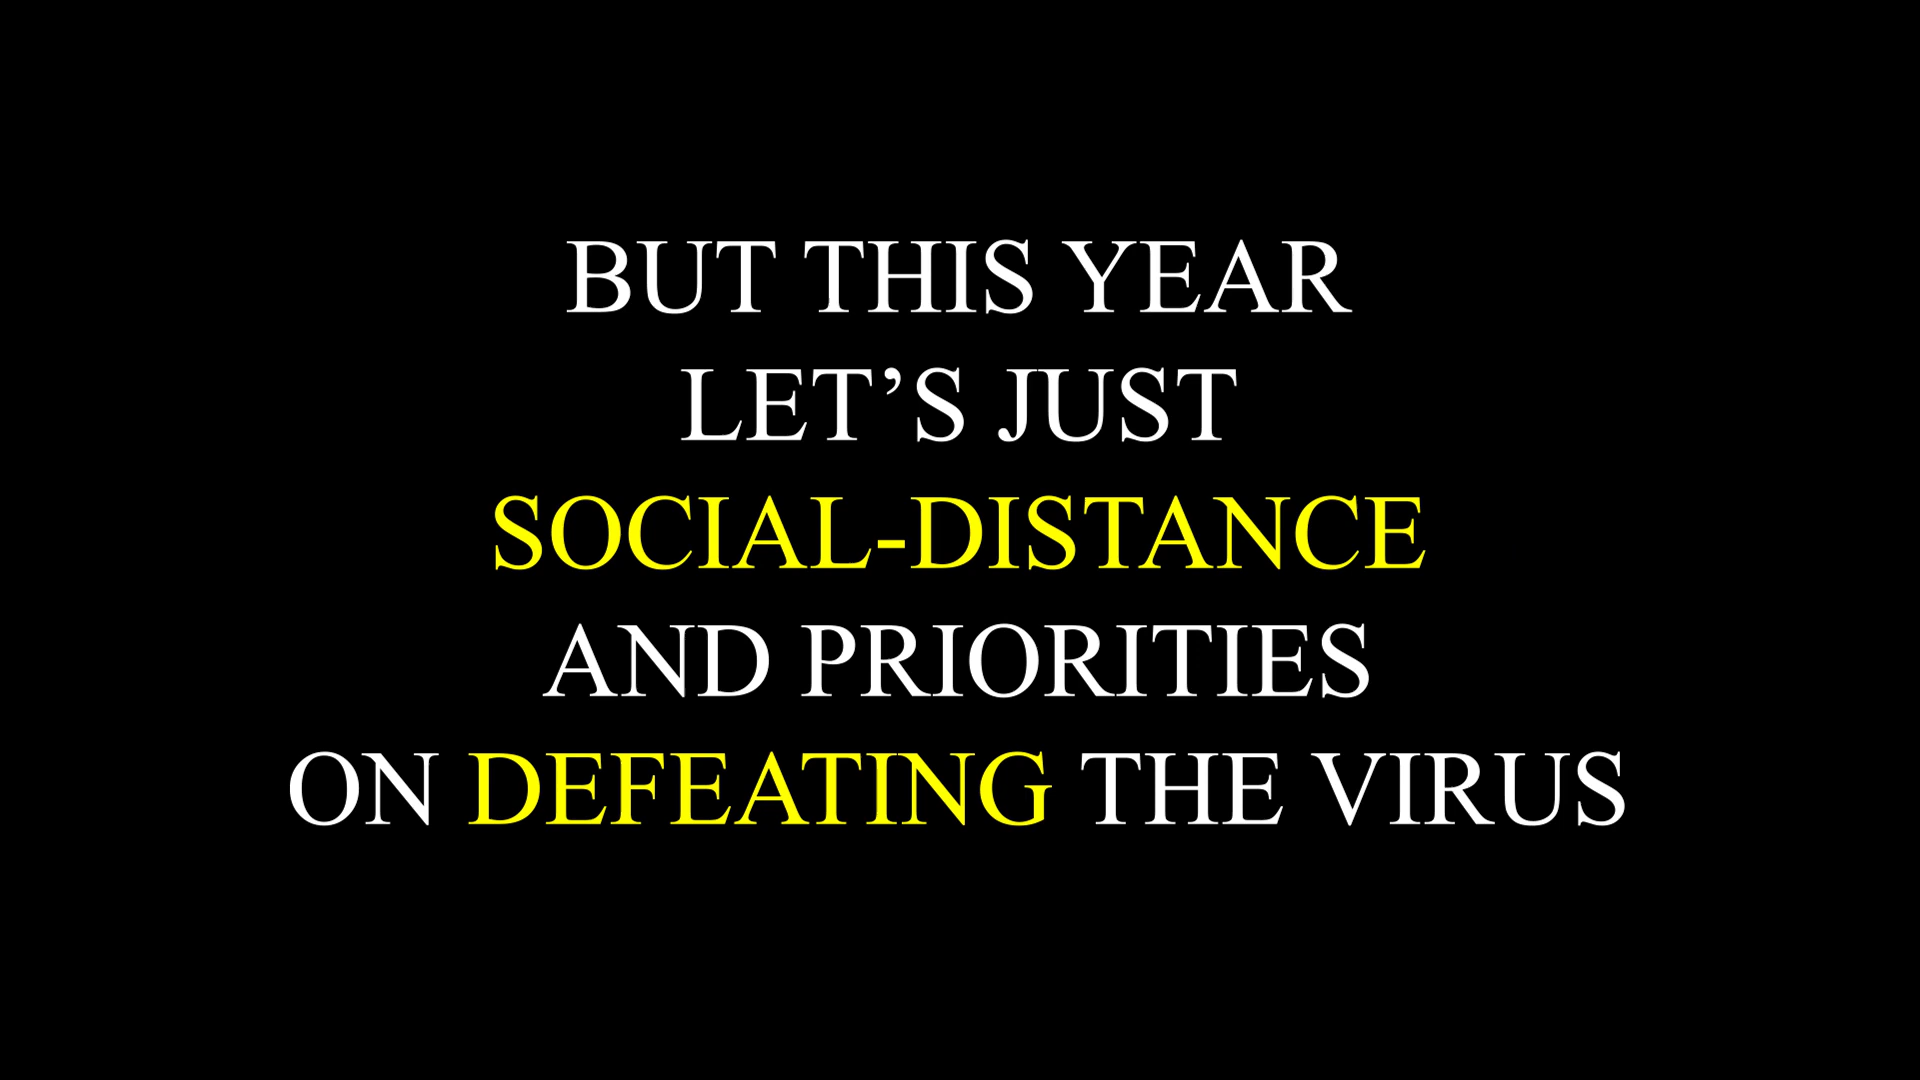 BUT THIS YEAR
LET’S JUST
SOCIAL-DISTANCE
AND PRIORITIES
ON DEFEATING THE VIRUS